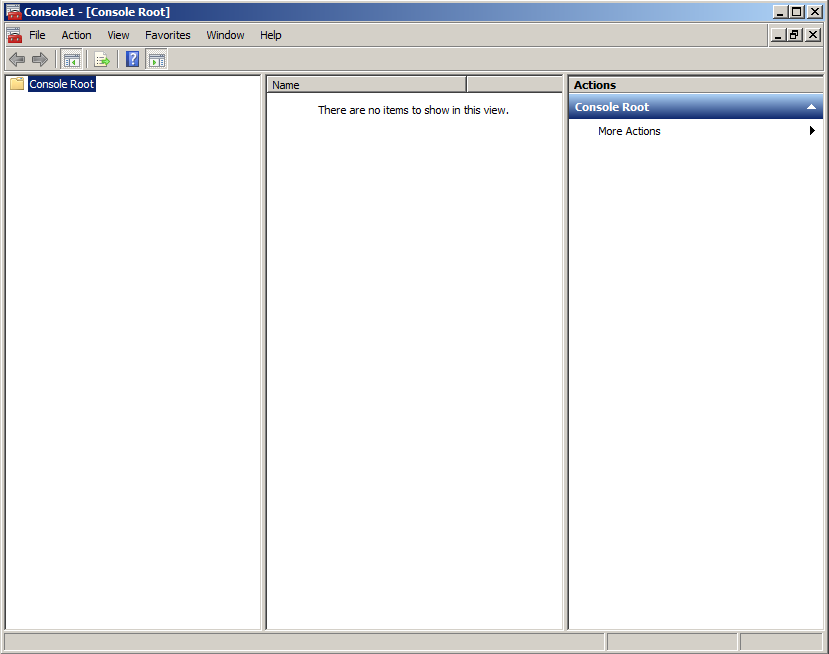 Console1 - [Console Root]
File Action View Favorites Window Help
?
Console Root
Name
There are no items to show in this view.
Actions
Console Root
More Actions